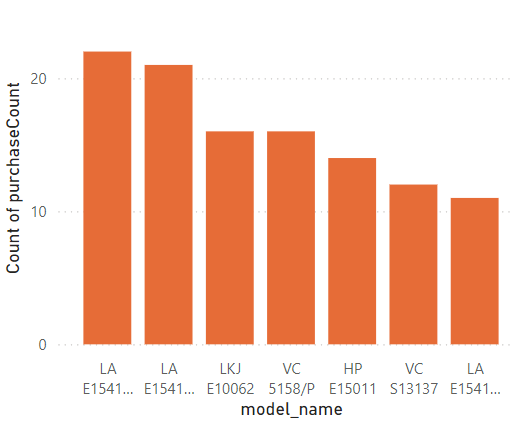 Count of purchaseCount
20
10
0
LA E1541...
LA E1541...
LKJ E10062
VC 5158/P
HP E15011
VC S13137
LA E1541...
model_name